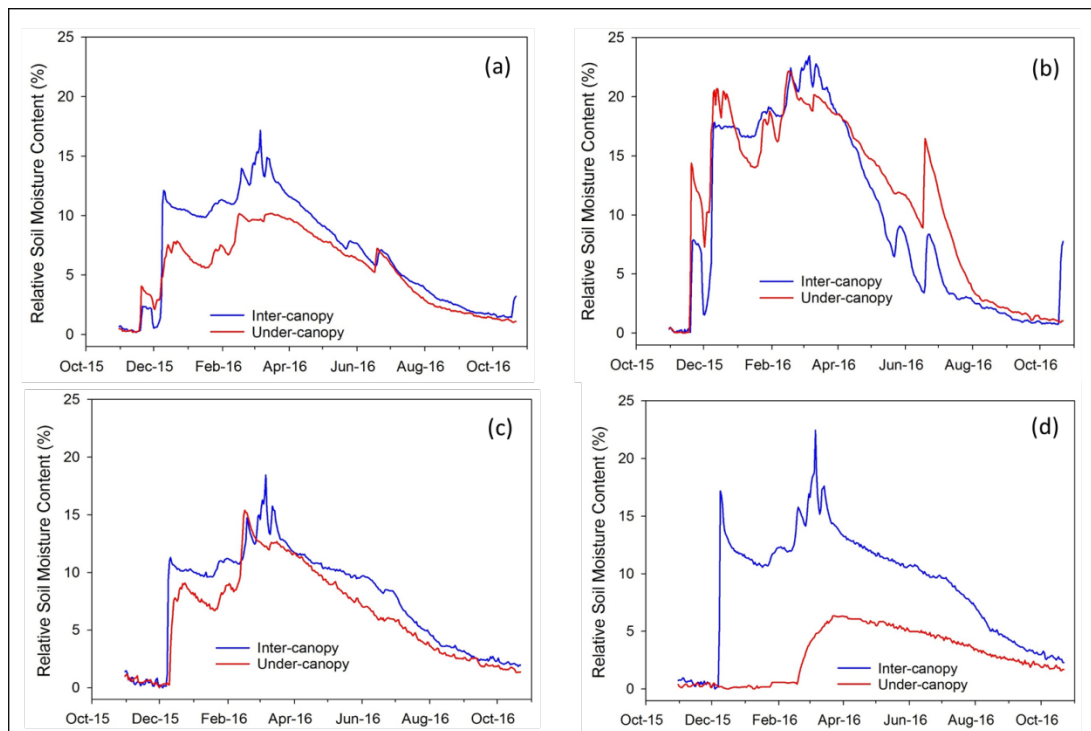 Relative Soil Moisture Content (%)
25
20
15
10
5
0
(a)
Inter-canopy
Under-canopy
Oct-15 Dec-15 Feb-16 Apr-16 Jun-16 Aug-16 Oct-16
Relative Soil Moisture Content (%)
25
20
15
10
5
0
(b)
Inter-canopy
Under-canopy
Oct-15 Dec-15 Feb-16 Apr-16 Jun-16 Aug-16 Oct-16
Relative Soil Moisture Content (%)
25
20
15
10
5
0
(c)
Inter-canopy
Under-canopy
Oct-15 Dec-15 Feb-16 Apr-16 Jun-16 Aug-16 Oct-16
Relative Soil Moisture Content (%)
25
20
15
10
5
0
(d)
Inter-canopy
Under-canopy
Oct-15 Dec-15 Feb-16 Apr-16 Jun-16 Aug-16 Oct-16